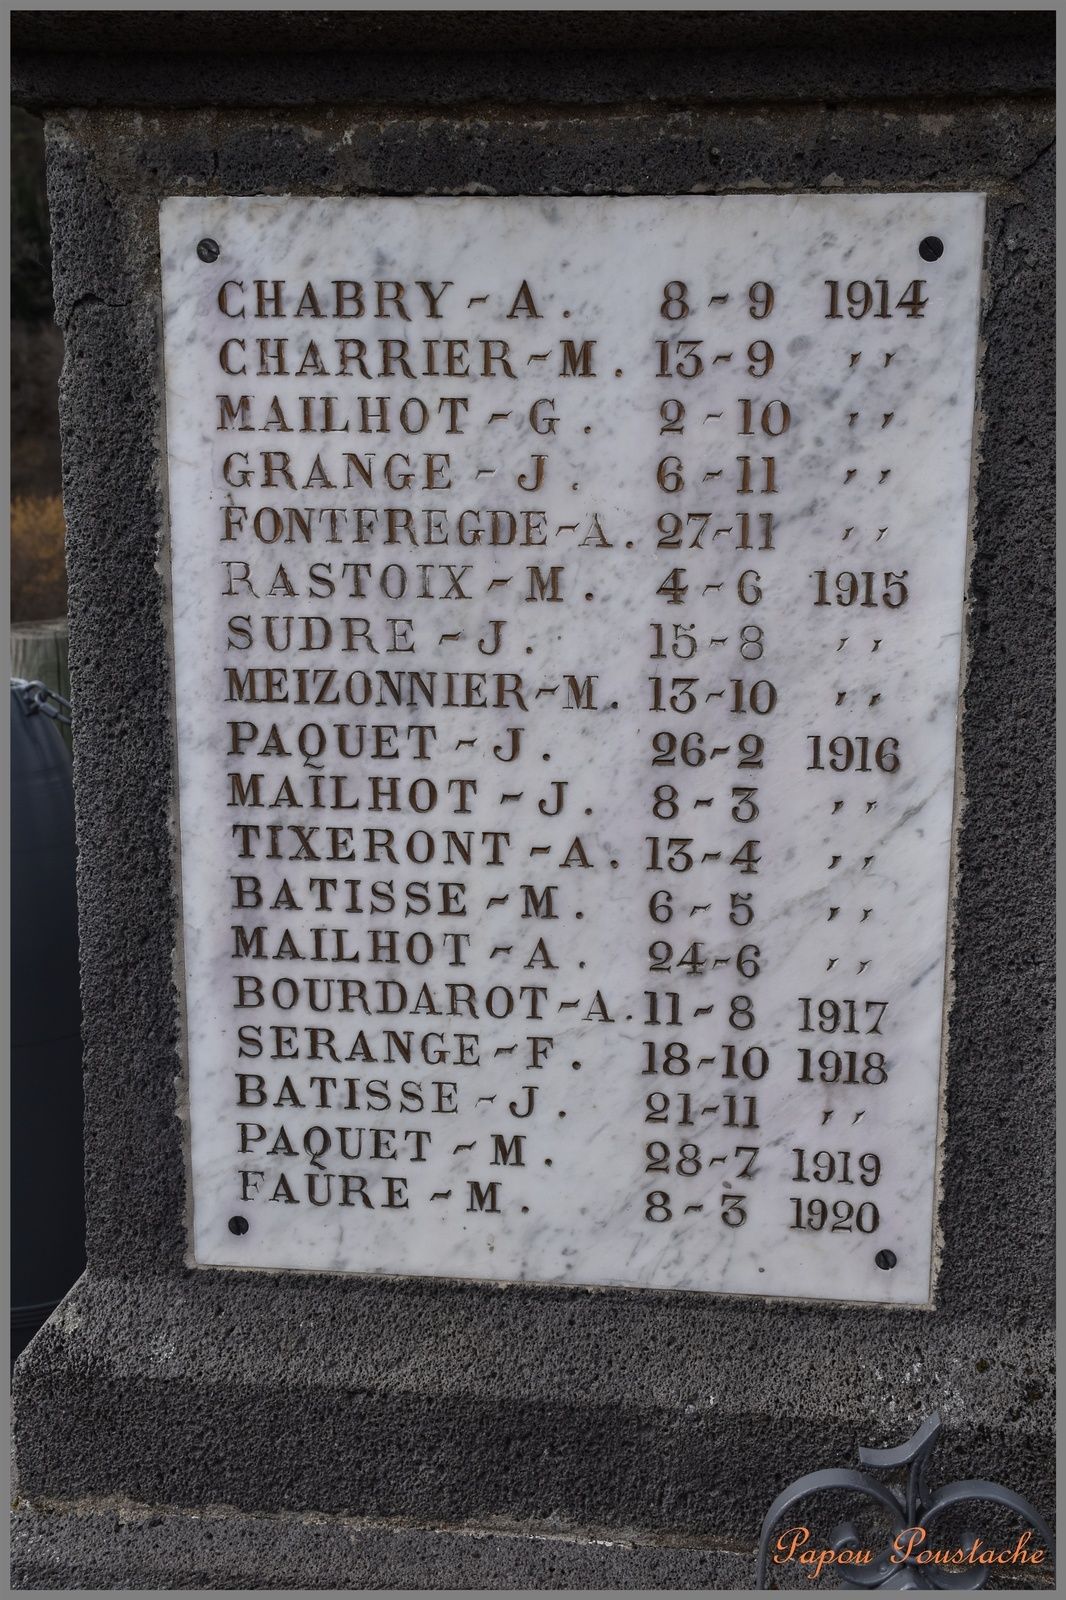 CHABRY - A. 8 - 9 1914
CHARRIER - M. 13 - 9 ,,
MAILHOT - G. 2 - 10 ,,
GRANGE - J. 6 - 11 ,,
FONTFREGDE - A. 27 - 11 ,,
RASTOIX - M. 4 - 6 1915
SUDRE - J. 15 - 8 ,,
MEIZONNIER - M. 13 - 10 ,,
PAQUET - J. 26 - 2 1916
MAILHOT - J. 8 - 3 ,,
TIXERONT - A. 13 - 4 ,,
BATISSE - M. 6 - 5 ,,
MAILHOT - A. 24 - 6 ,,
BOURDAROT - A. 11 - 8 1917
SERANGE - F. 18 - 10 1918
BATISSE - J. 21 - 11 ,,
PAQUET - M. 28 - 7 1919
FAURE - M. 8 - 3 1920
Papou Poustache